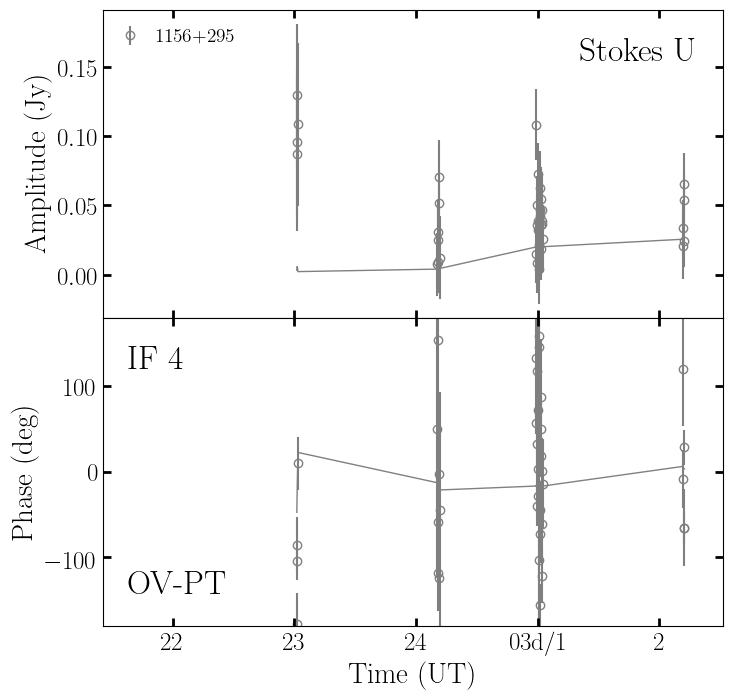 1156+295
Stokes U
0.15
0.10
0.05
0.00
Amplitude (Jy)
IF 4
100
0
−100
Phase (deg)
OV-PT
22 23 24 03d/1 2
Time (UT)